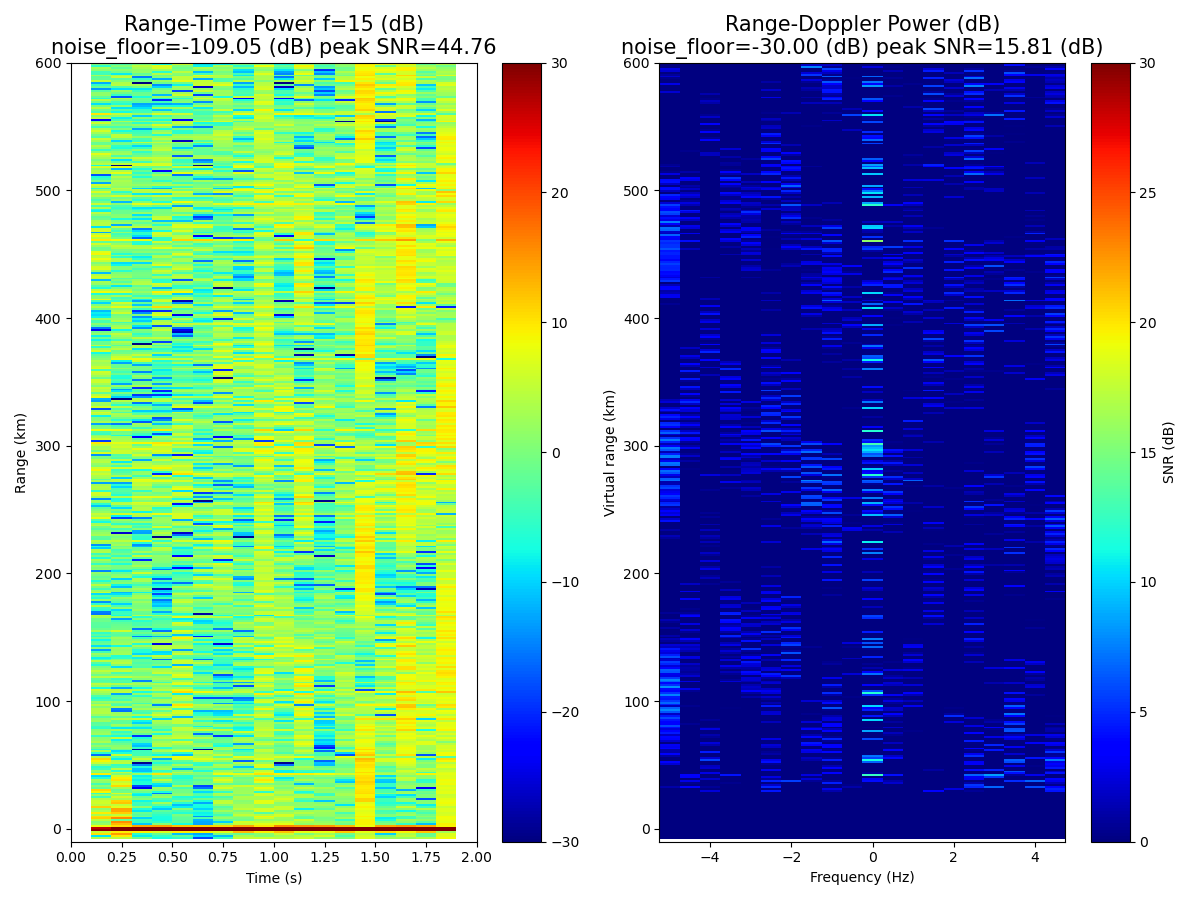 Range-Time Power f=15 (dB)
noise_floor=-109.05 (dB) peak SNR=44.76
Range (km)
600
500
400
300
200
100
0
0.00 0.25 0.50 0.75 1.00 1.25 1.50 1.75 2.00
Time (s)
30
20
10
0
−10
−20
−30
Range-Doppler Power (dB)
noise_floor=-30.00 (dB) peak SNR=15.81 (dB)
Virtual range (km)
600
500
400
300
200
100
0
−4 −2 0 2 4
Frequency (Hz)
30
25
20
15
10
5
0
SNR (dB)